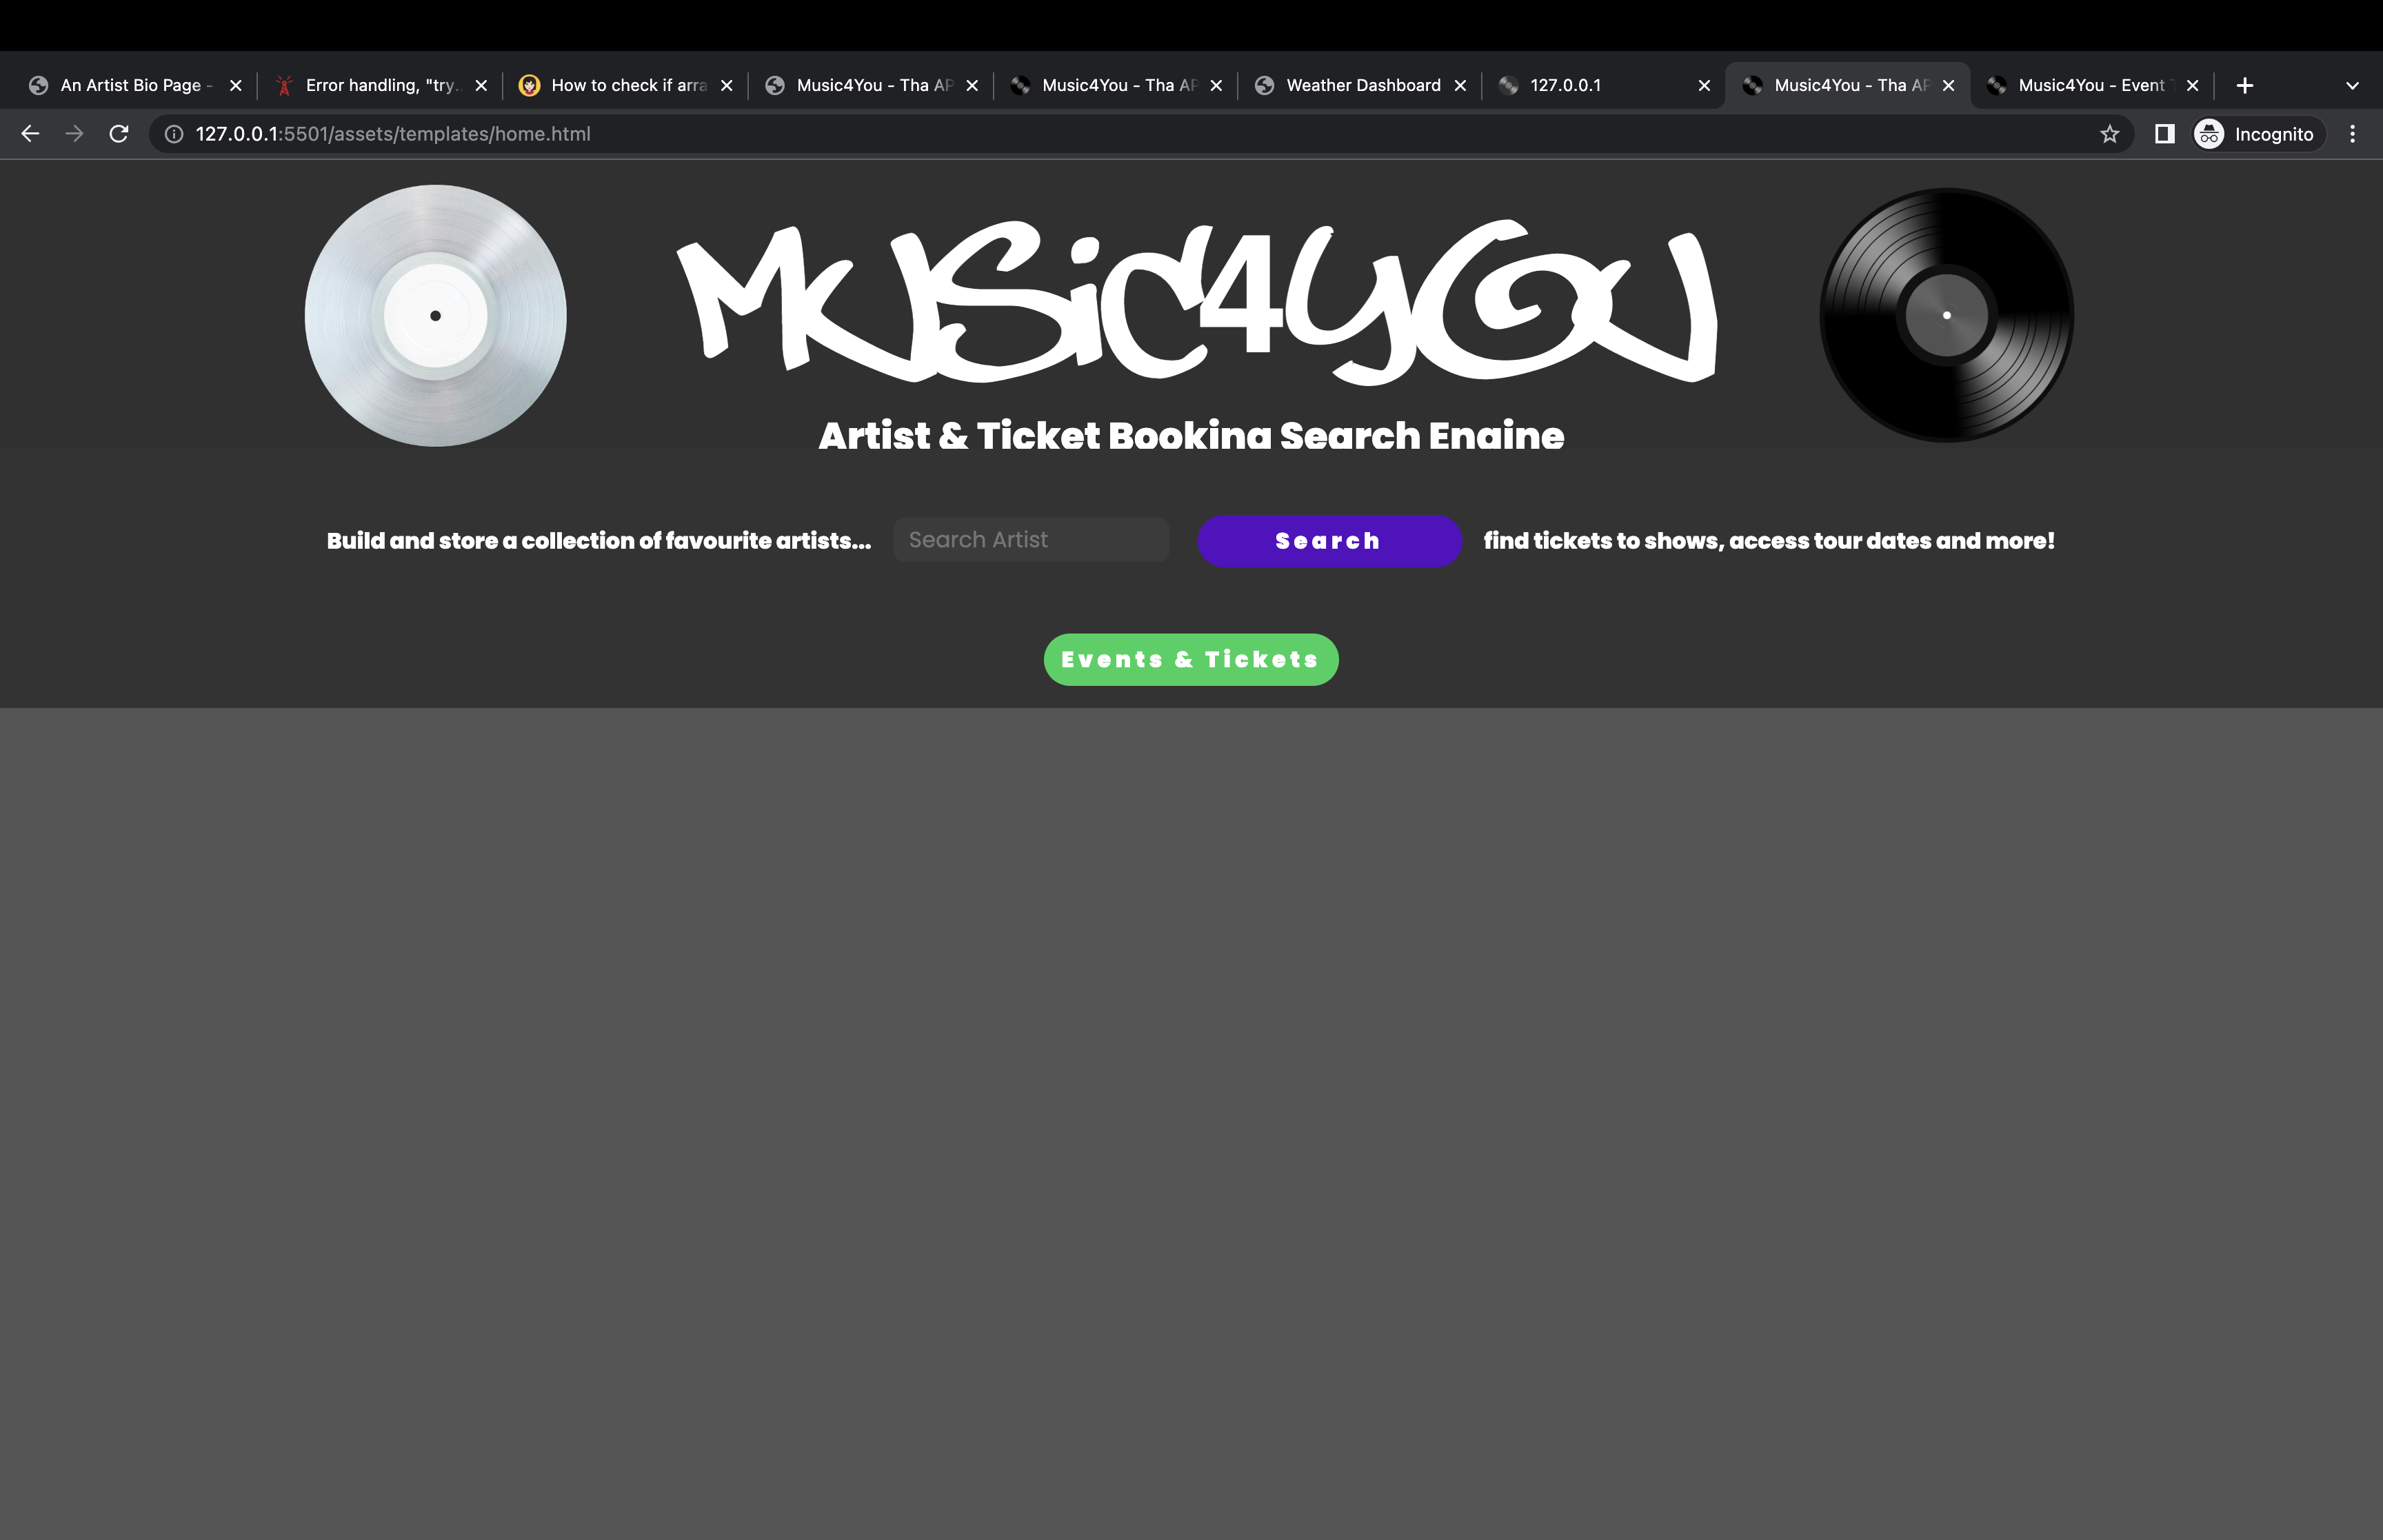 An Artist Bio Page -
Error handling, "try...
How to check if arra
Music4You - Tha AP
Music4You - Tha AP
Weather Dashboard
127.0.0.1
Music4You - Tha AP
Music4You - Event T
127.0.0.1:5501/assets/templates/home.html
Incognito
MUSic4YOU
Artist & Ticket Booking Search Engine
Build and store a collection of favourite artists...
Search Artist
Search
find tickets to shows, access tour dates and more!
Events & Tickets